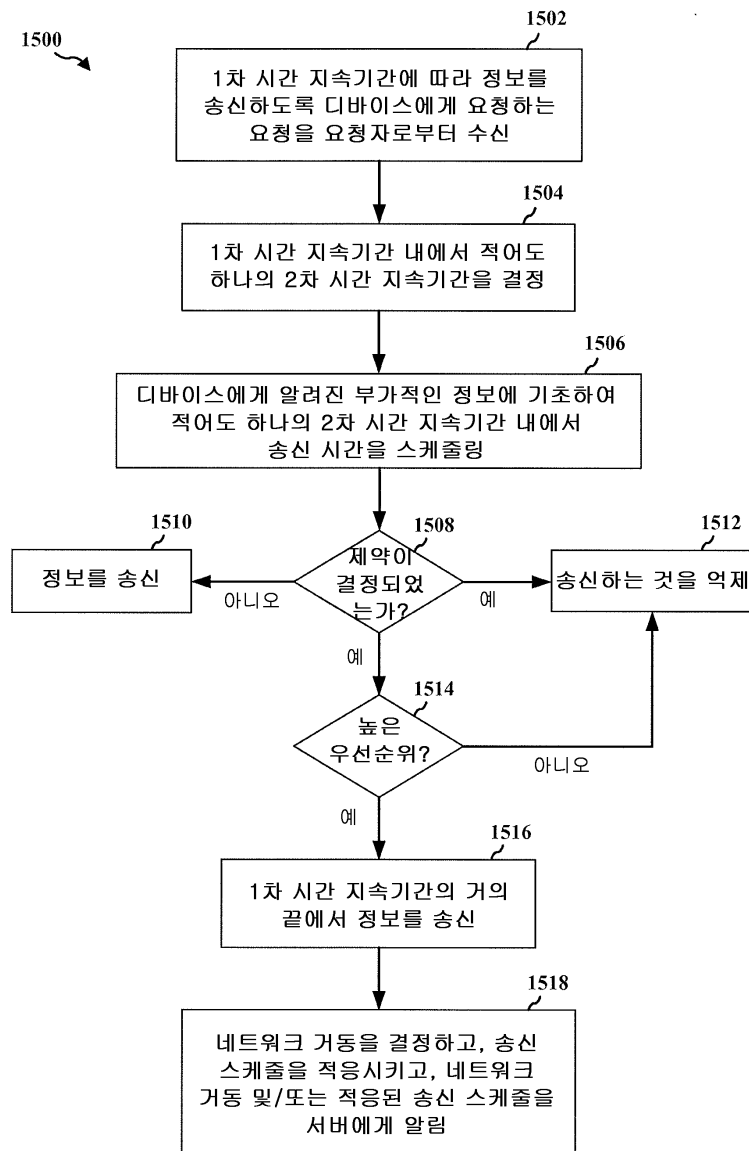 1500
1502
1차 시간 지속기간에 따라 정보를
송신하도록 디바이스에게 요청하는
요청을 요청자로부터 수신
1504
1차 시간 지속기간 내에서 적어도
하나의 2차 시간 지속기간을 결정
1506
디바이스에게 알려진 부가적인 정보에 기초하여
적어도 하나의 2차 시간 지속기간 내에서
송신 시간을 스케줄링
1508
제약이
결정되었
는가?
1510
정보를 송신
아니오
예
1512
송신하는 것을 억제
예
1514
높은
우선순위?
아니오
예
1516
1차 시간 지속기간의 거의
끝에서 정보를 송신
1518
네트워크 거동을 결정하고, 송신
스케줄을 적응시키고, 네트워크
거동 및/또는 적응된 송신 스케줄을
서버에게 알림